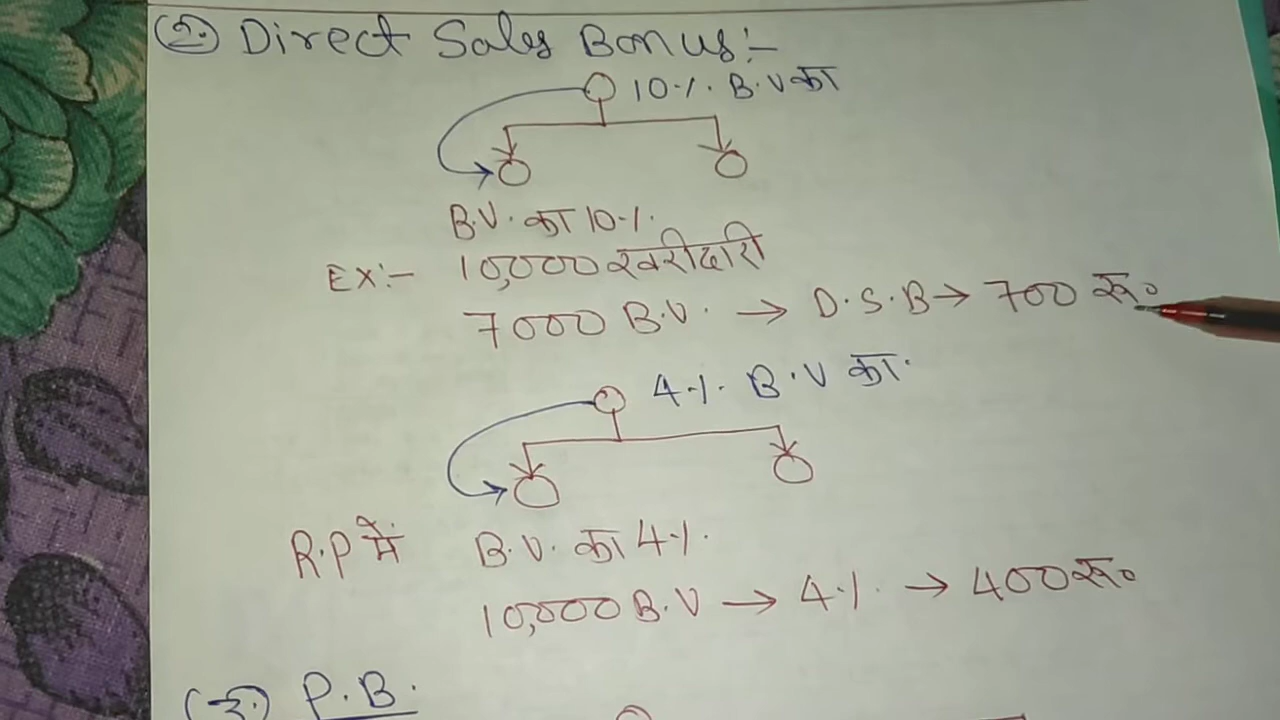 (2.) Direct Sales Bonus:-
10%. B.V का
B.V. का 10%.
Ex:- 10,000 खरीदारी
7000 B.V. → D.S.B → 700 रु०
4%. B.V का.
R.P में B.V. का 4%.
10,000 B.V → 4%. → 400 रु०
(3.) P.B.